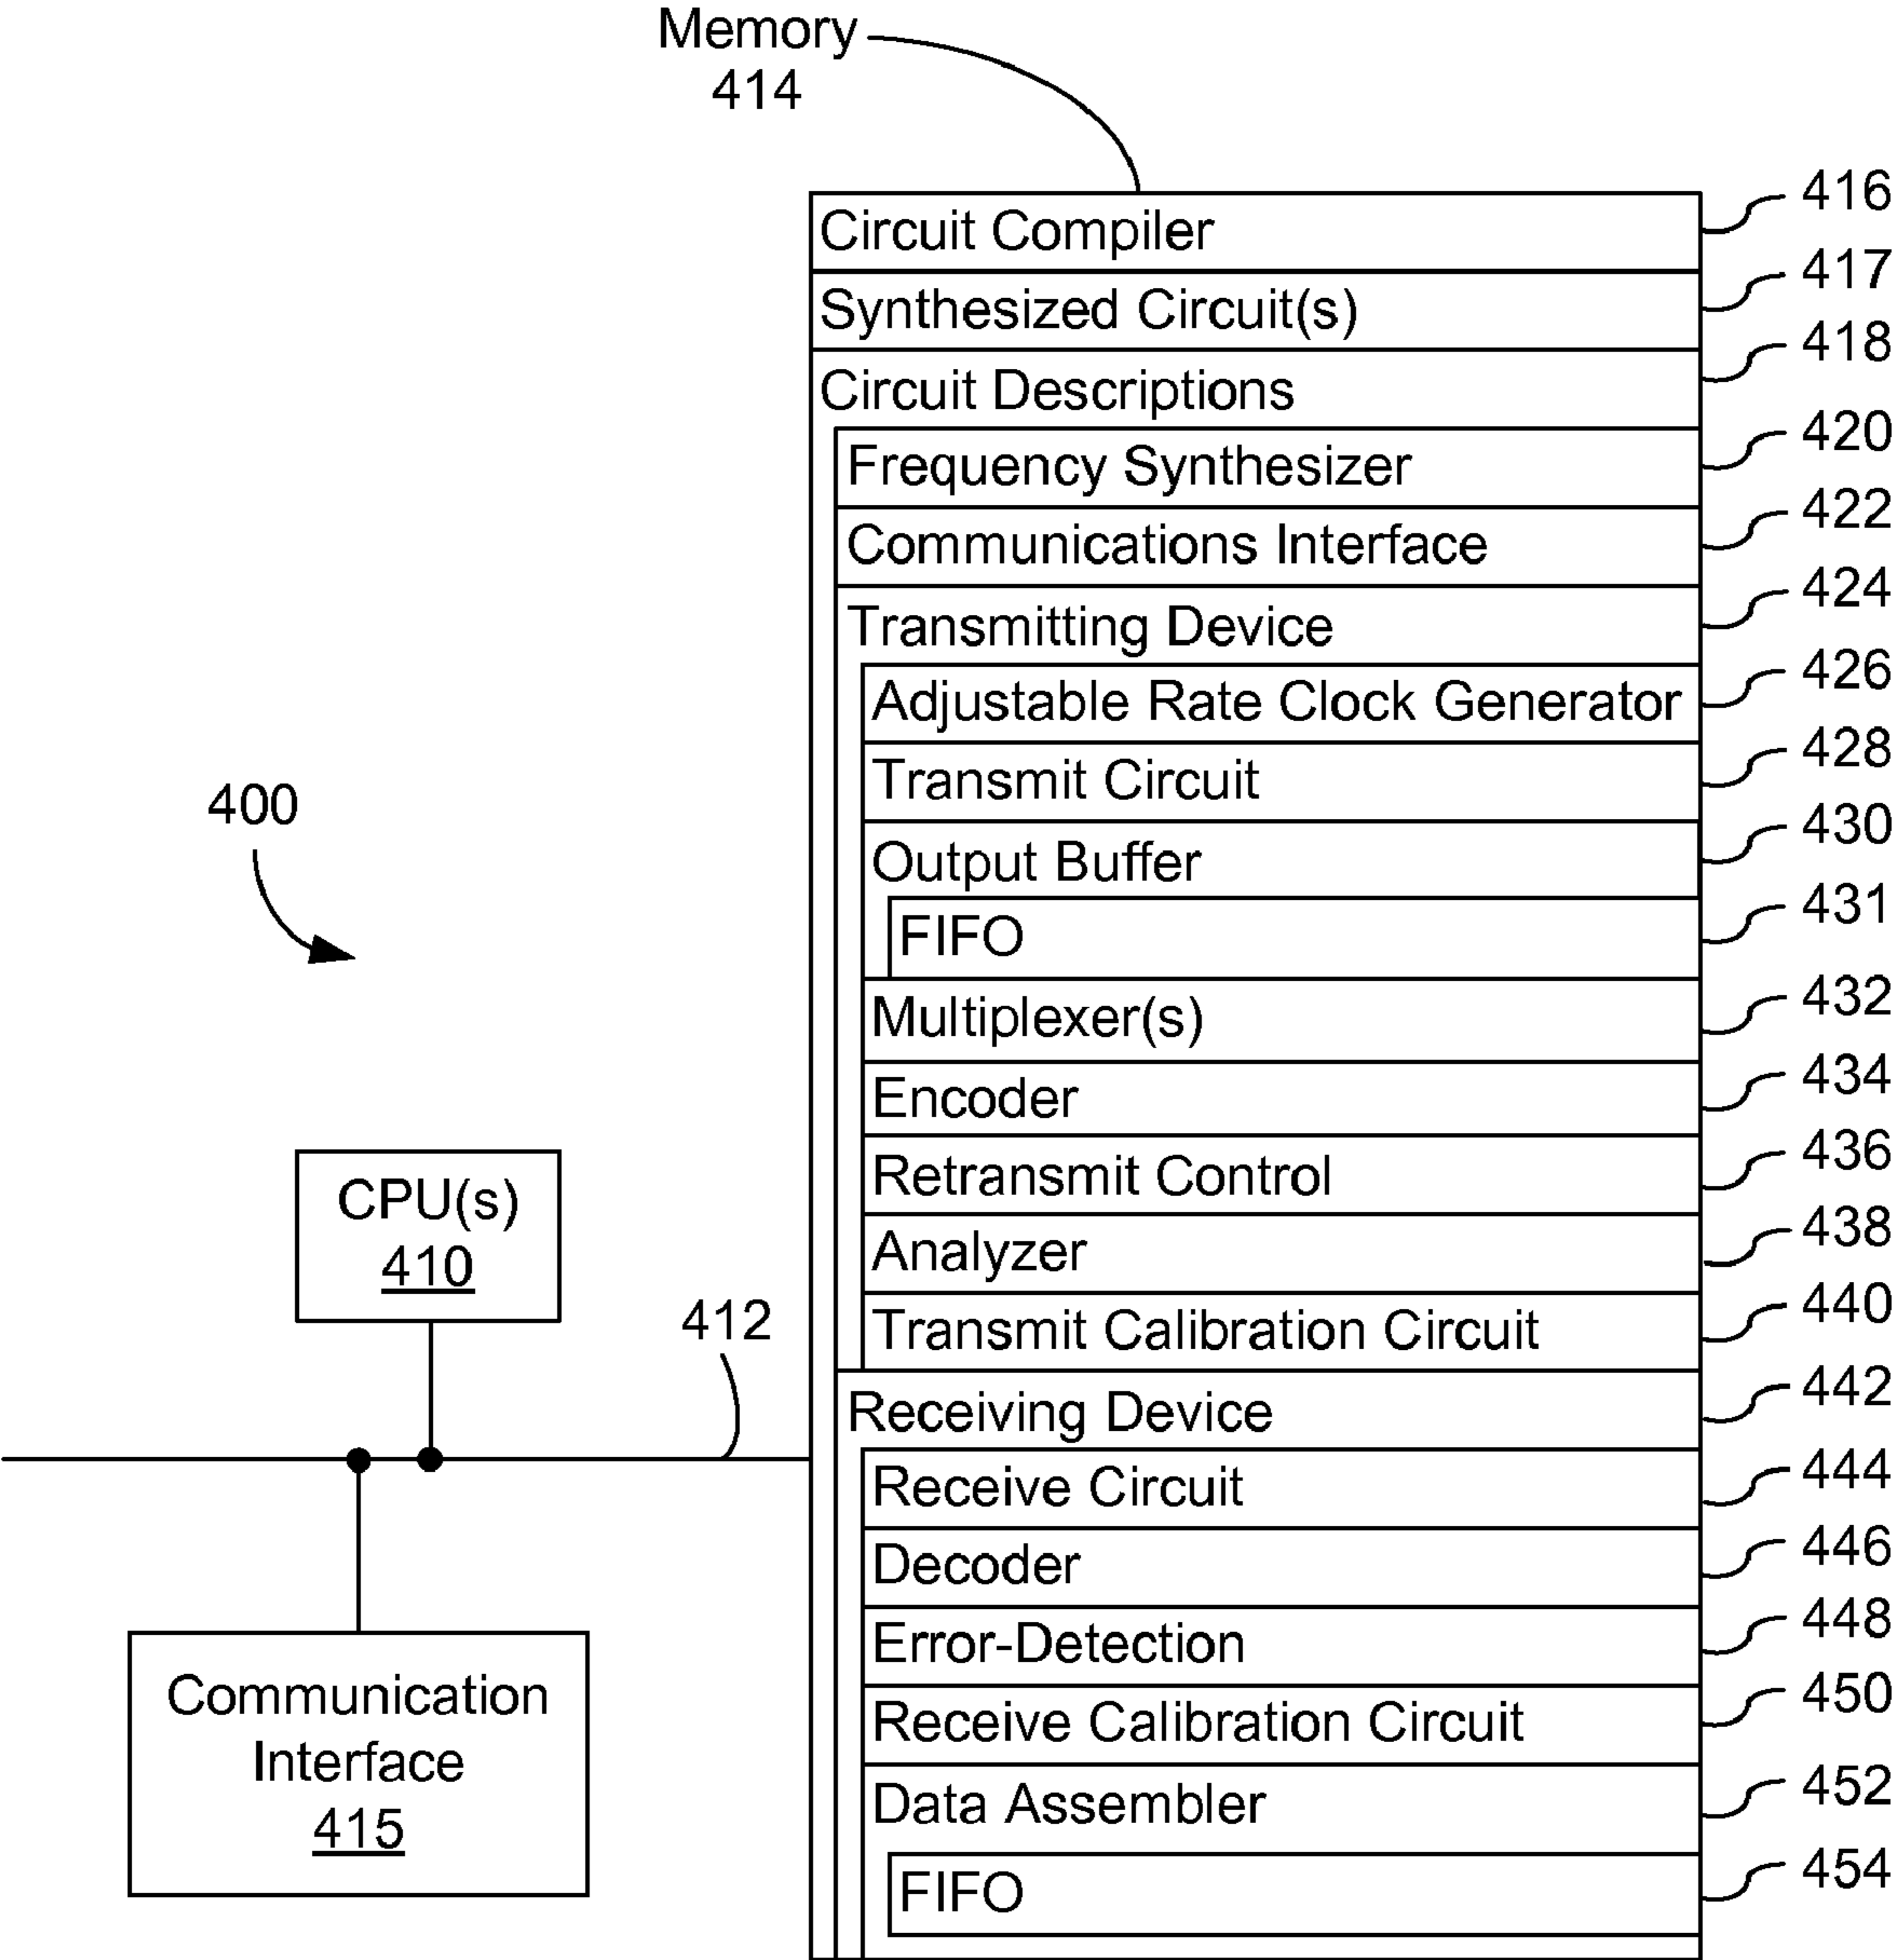 Memory
414
Circuit Compiler 416
Synthesized Circuit(s) 417
Circuit Descriptions 418
Frequency Synthesizer 420
Communications Interface 422
Transmitting Device 424
Adjustable Rate Clock Generator 426
Transmit Circuit 428
Output Buffer 430
FIFO 431
Multiplexer(s) 432
Encoder 434
Retransmit Control 436
Analyzer 438
Transmit Calibration Circuit 440
Receiving Device 442
Receive Circuit 444
Decoder 446
Error-Detection 448
Receive Calibration Circuit 450
Data Assembler 452
FIFO 454
400
CPU(s)
410
412
Communication
Interface
415